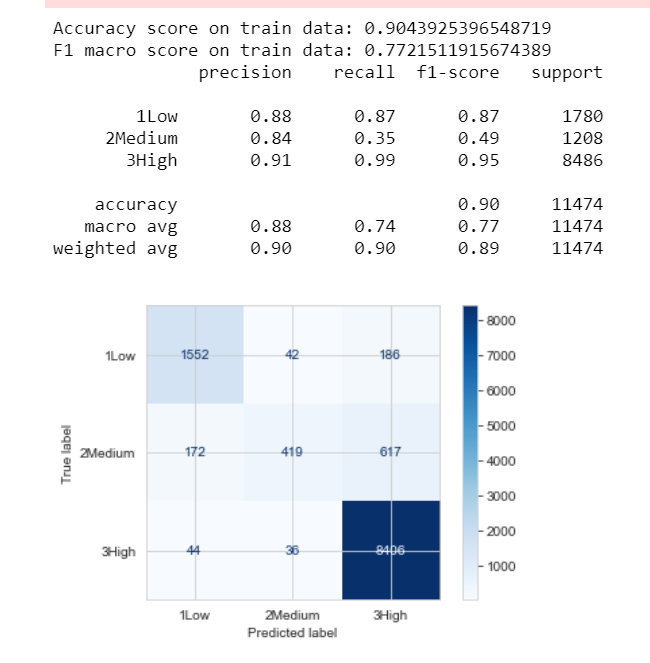 Accuracy score on train data: 0.9043925396548719
F1 macro score on train data: 0.7721511915674389
precision recall f1-score support
1Low 0.88 0.87 0.87 1780
2Medium 0.84 0.35 0.49 1208
3High 0.91 0.99 0.95 8486
accuracy 0.90 11474
macro avg 0.88 0.74 0.77 11474
weighted avg 0.90 0.90 0.89 11474
8000
7000
6000
5000
4000
3000
2000
1000
True label
1Low 1552 42 186
2Medium 172 419 617
3High 44 36 8406
1Low 2Medium 3High
Predicted label